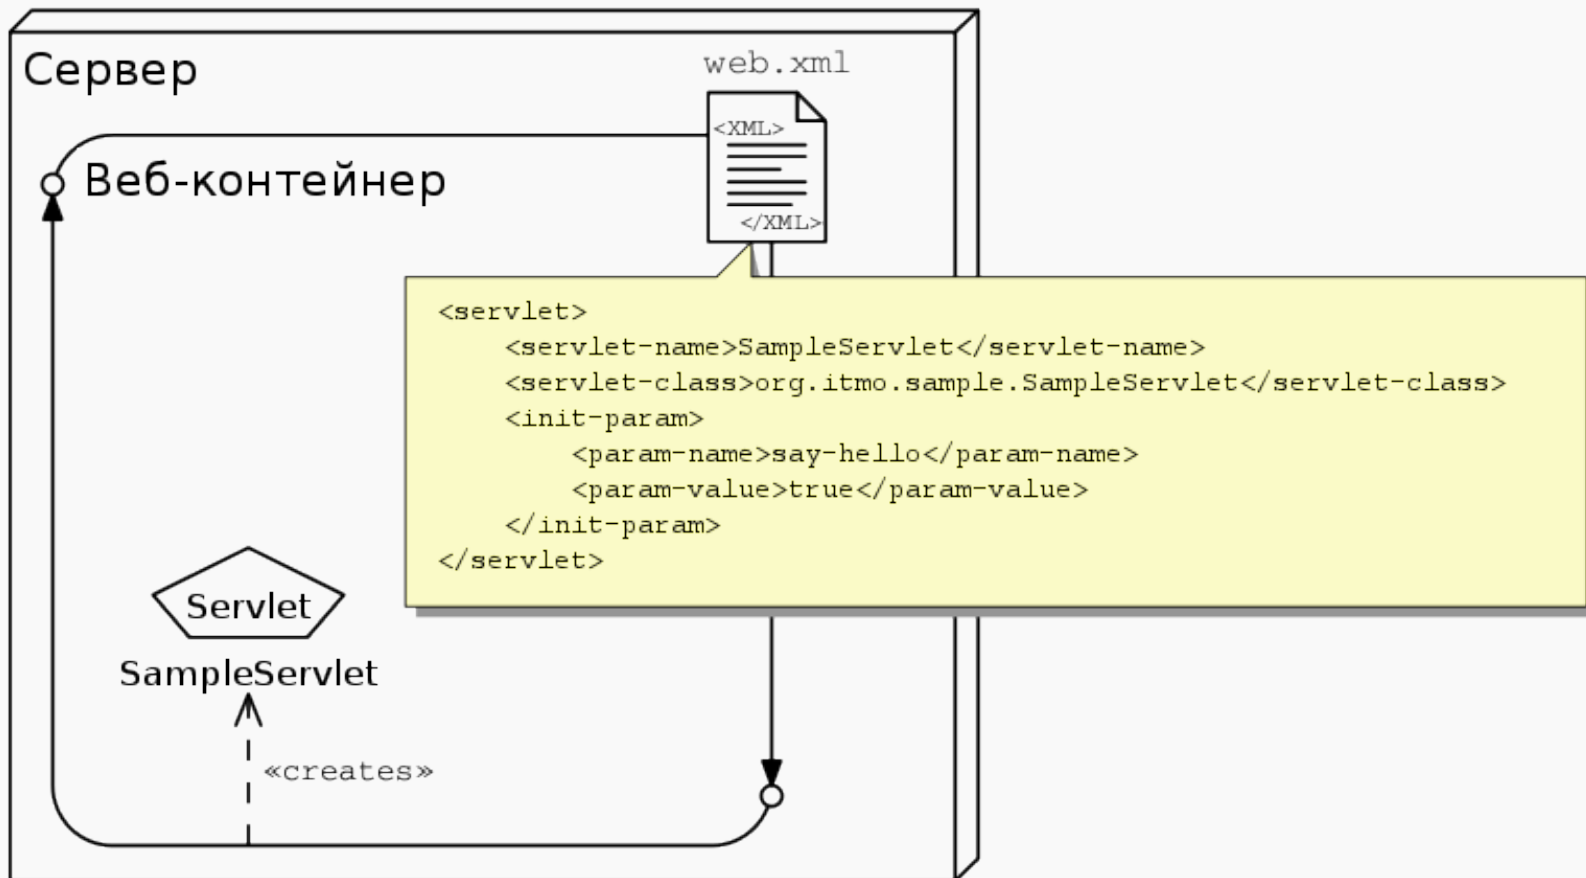 Сервер
web.xml
<XML>
</XML>
Веб-контейнер
<servlet>
    <servlet-name>SampleServlet</servlet-name>
    <servlet-class>org.itmo.sample.SampleServlet</servlet-class>
    <init-param>
        <param-name>say-hello</param-name>
        <param-value>true</param-value>
    </init-param>
</servlet>
Servlet
SampleServlet
«creates»